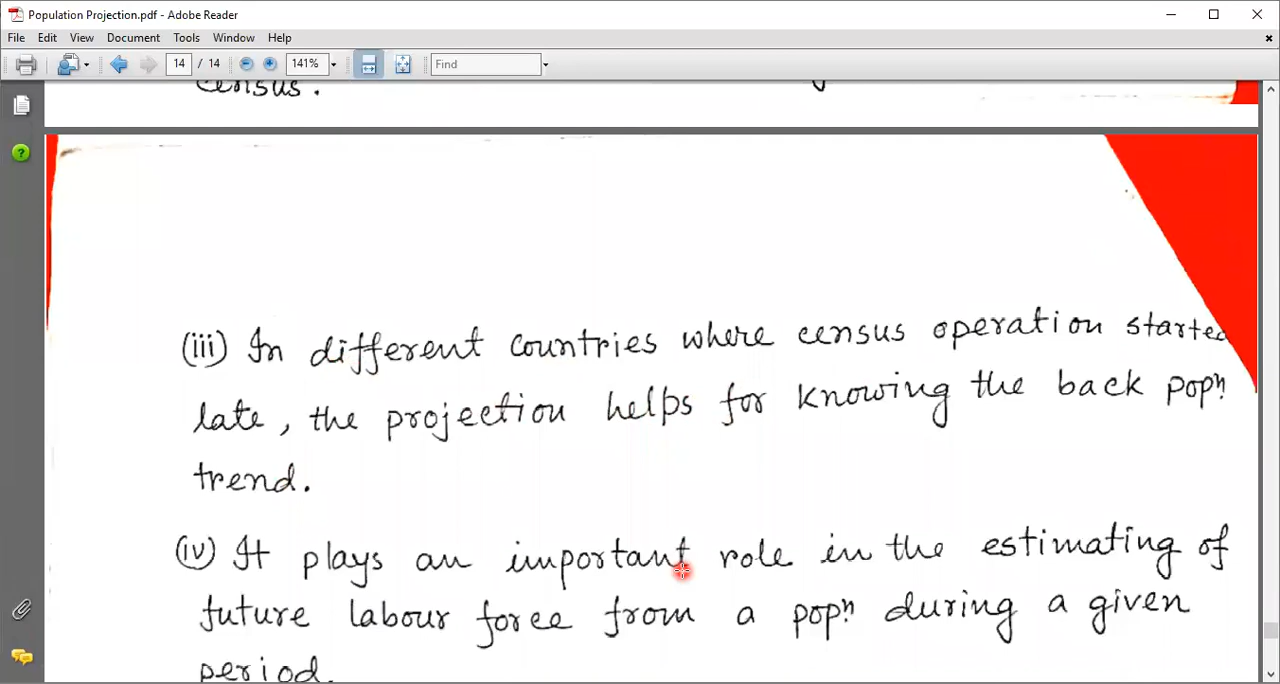 Population Projection.pdf - Adobe Reader
File Edit View Document Tools Window Help
14 / 14 141% Find
Census.
(iii) In different countries where census operation started
late, the projection helps for knowing the back popⁿ
trend.
(iv) It plays an important role in the estimating of
future labour force from a popⁿ during a given
period.